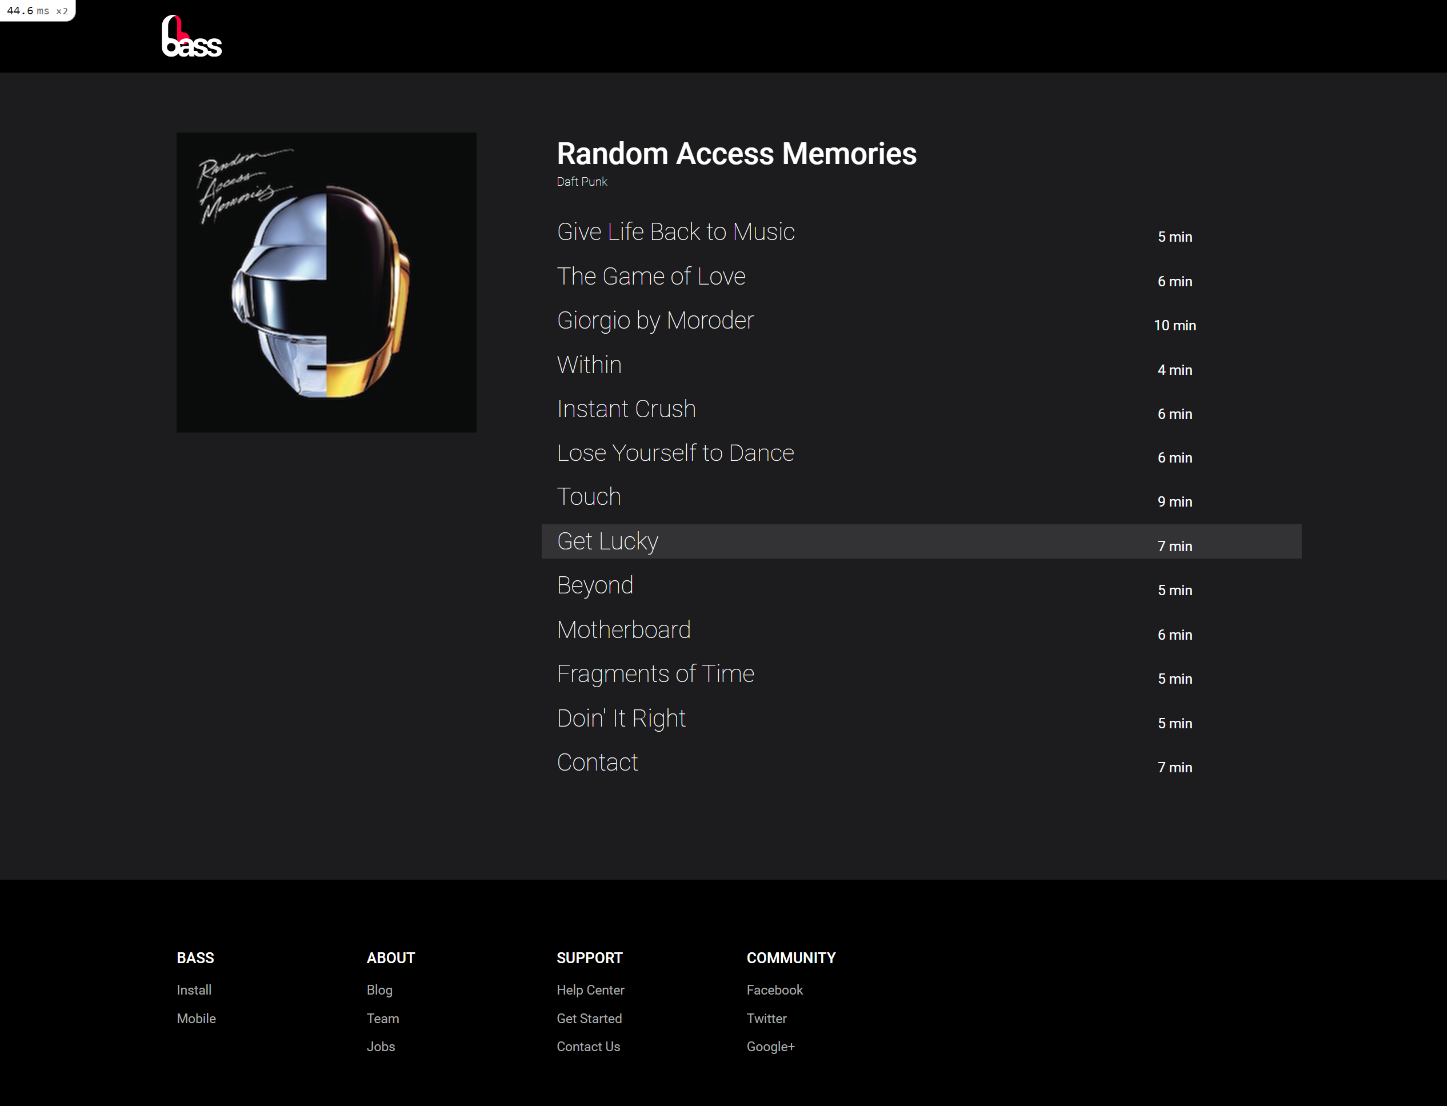 44.6 ms x2
bass
Random
Access
Memories
Random Access Memories
Daft Punk
Give Life Back to Music 5 min
The Game of Love 6 min
Giorgio by Moroder 10 min
Within 4 min
Instant Crush 6 min
Lose Yourself to Dance 6 min
Touch 9 min
Get Lucky 7 min
Beyond 5 min
Motherboard 6 min
Fragments of Time 5 min
Doin' It Right 5 min
Contact 7 min
BASS ABOUT SUPPORT COMMUNITY
Install Blog Help Center Facebook
Mobile Team Get Started Twitter
Jobs Contact Us Google+